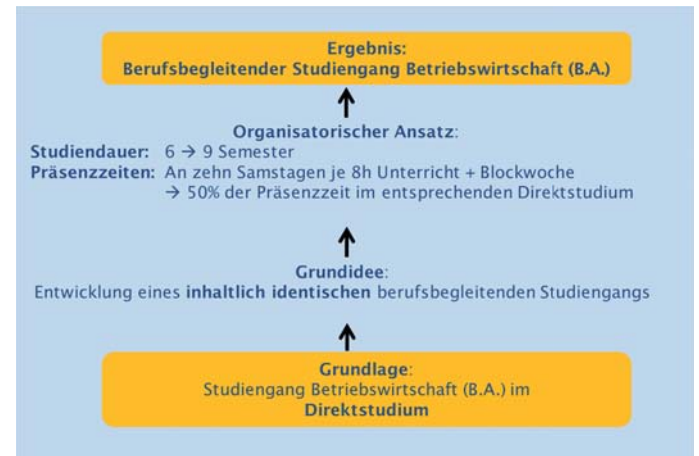 Ergebnis:
Berufsbegleitender Studiengang Betriebswirtschaft (B.A.)
Organisatorischer Ansatz:
Studiendauer: 6 → 9 Semester
Präsenzzeiten: An zehn Samstagen je 8h Unterricht + Blockwoche
→ 50% der Präsenzzeit im entsprechenden Direktstudium
Grundidee:
Entwicklung eines inhaltlich identischen berufsbegleitenden Studiengangs
Grundlage:
Studiengang Betriebswirtschaft (B.A.) im
Direktstudium